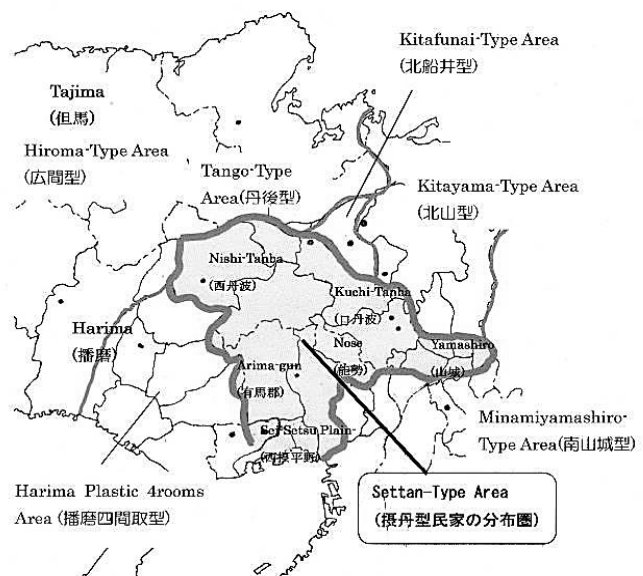 Kitafunai-Type Area
(北船井型)
Tajima
(但馬)
Hiroma-Type Area
(広間型)
Tango-Type
Area(丹後型)
Kitayama-Type Area
(北山型)
Nishi-Tanba
(西丹波)
Kuchi-Tanba
(口丹波)
Harima
(播磨)
Nose
(能勢)
Yamashiro
(山城)
Arima-gun
(有馬郡)
Sei-Setsu Plain-
(西摂平野)
Minamiyamashiro-
Type Area(南山城型)
Harima Plastic 4rooms
Area (播磨四間取型)
Settan-Type Area
(摂丹型民家の分布圏)